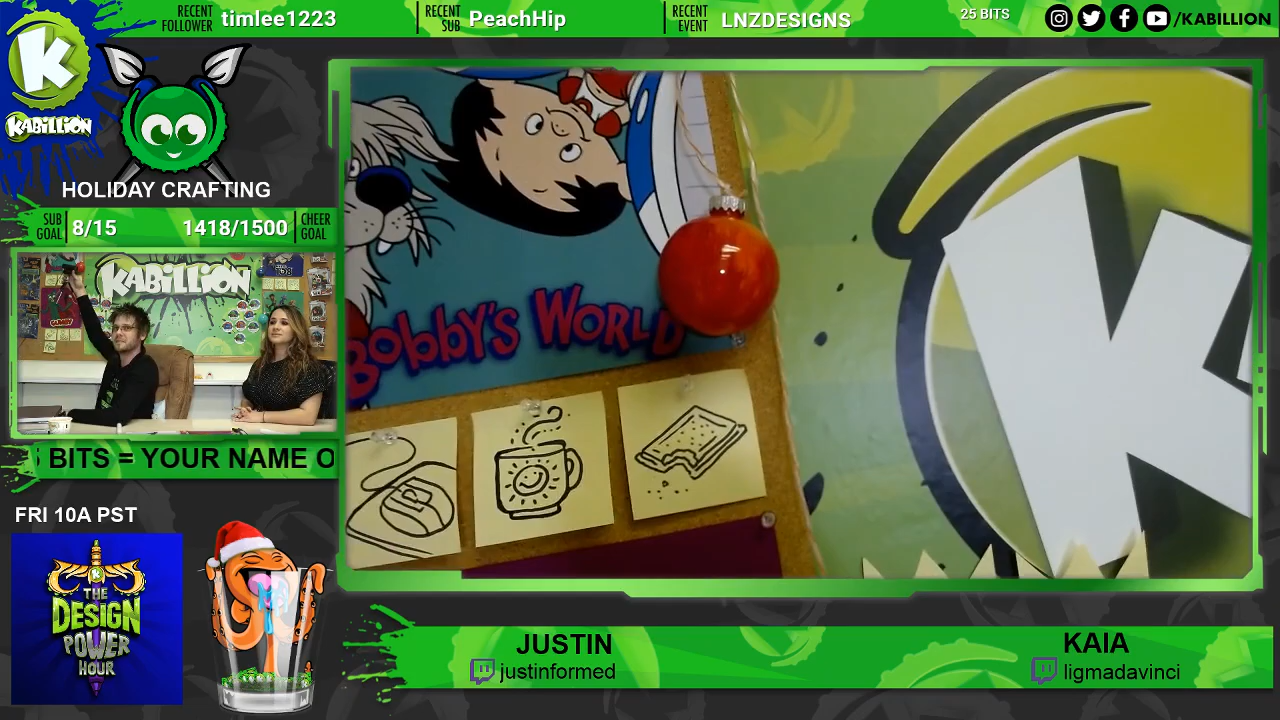 RECENT FOLLOWER timlee1223
RECENT SUB PeachHip
RECENT EVENT LNZDESIGNS
25 BITS
/KABILLION
K
KABILLION
HOLIDAY CRAFTING
SUB GOAL 8/15
1418/1500 CHEER GOAL
KABILLION
BITS = YOUR NAME O
FRI 10A PST
THE
DESIGN
POWER
HOUR
BOBBY'S WORLD
K
JUSTIN
justinformed
KAIA
ligmadavinci